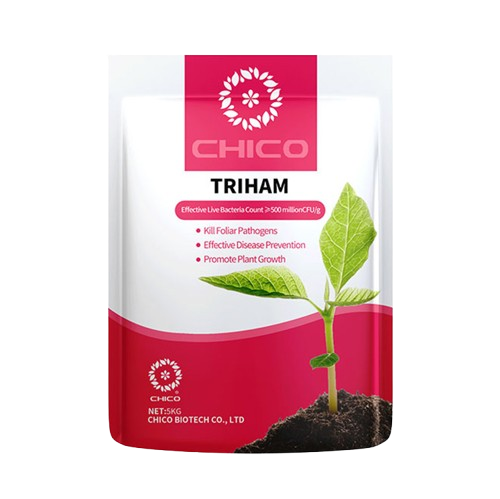 CHICO
TRIHAM
Effective Live Bacteria Count ≥500 millionCFU/g
• Kill Foliar Pathogens
• Effective Disease Prevention
• Promote Plant Growth
®
CHICO
NET:5KG
CHICO BIOTECH CO., LTD